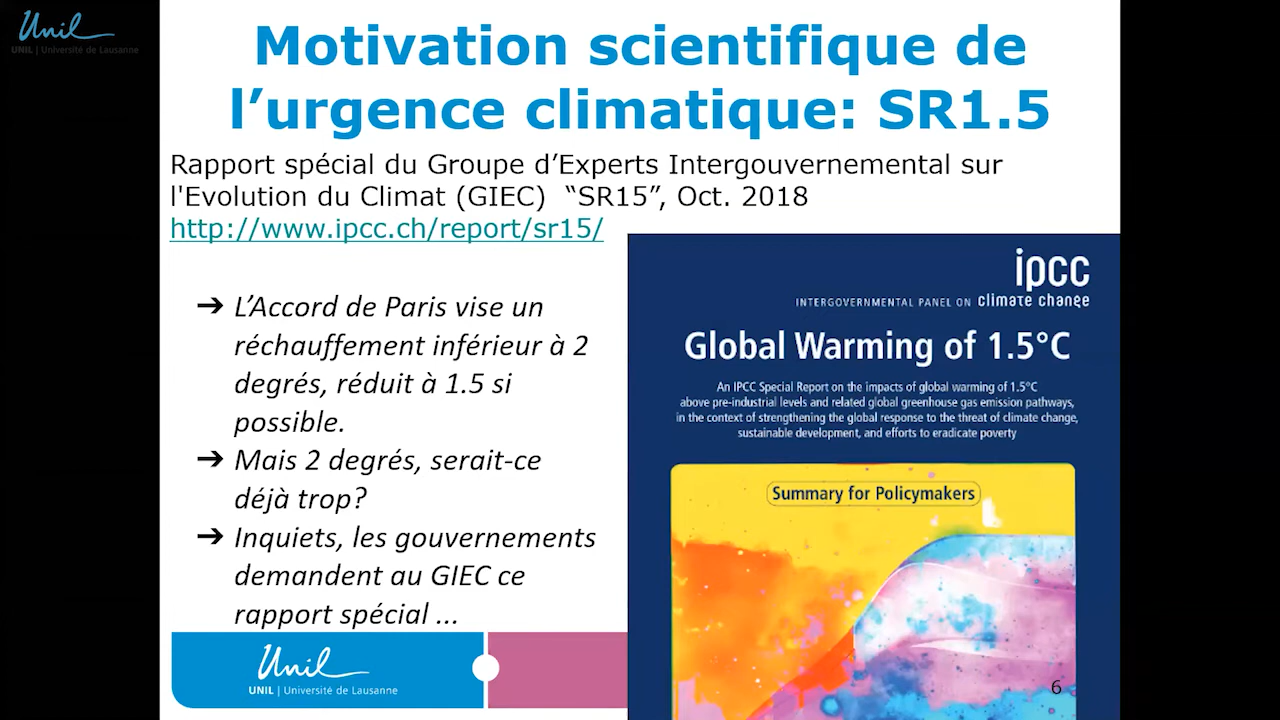 Unil
UNIL | Université de Lausanne
Motivation scientifique de
l’urgence climatique: SR1.5
Rapport spécial du Groupe d’Experts Intergouvernemental sur
l'Evolution du Climat (GIEC) “SR15”, Oct. 2018
http://www.ipcc.ch/report/sr15/
➔ L’Accord de Paris vise un
réchauffement inférieur à 2
degrés, réduit à 1.5 si
possible.
➔ Mais 2 degrés, serait-ce
déjà trop?
➔ Inquiets, les gouvernements
demandent au GIEC ce
rapport spécial ...
ipcc
INTERGOVERNMENTAL PANEL ON climate change
Global Warming of 1.5°C
An IPCC Special Report on the impacts of global warming of 1.5°C
above pre-industrial levels and related global greenhouse gas emission pathways,
in the context of strengthening the global response to the threat of climate change,
sustainable development, and efforts to eradicate poverty
Summary for Policymakers
Unil
UNIL | Université de Lausanne
6